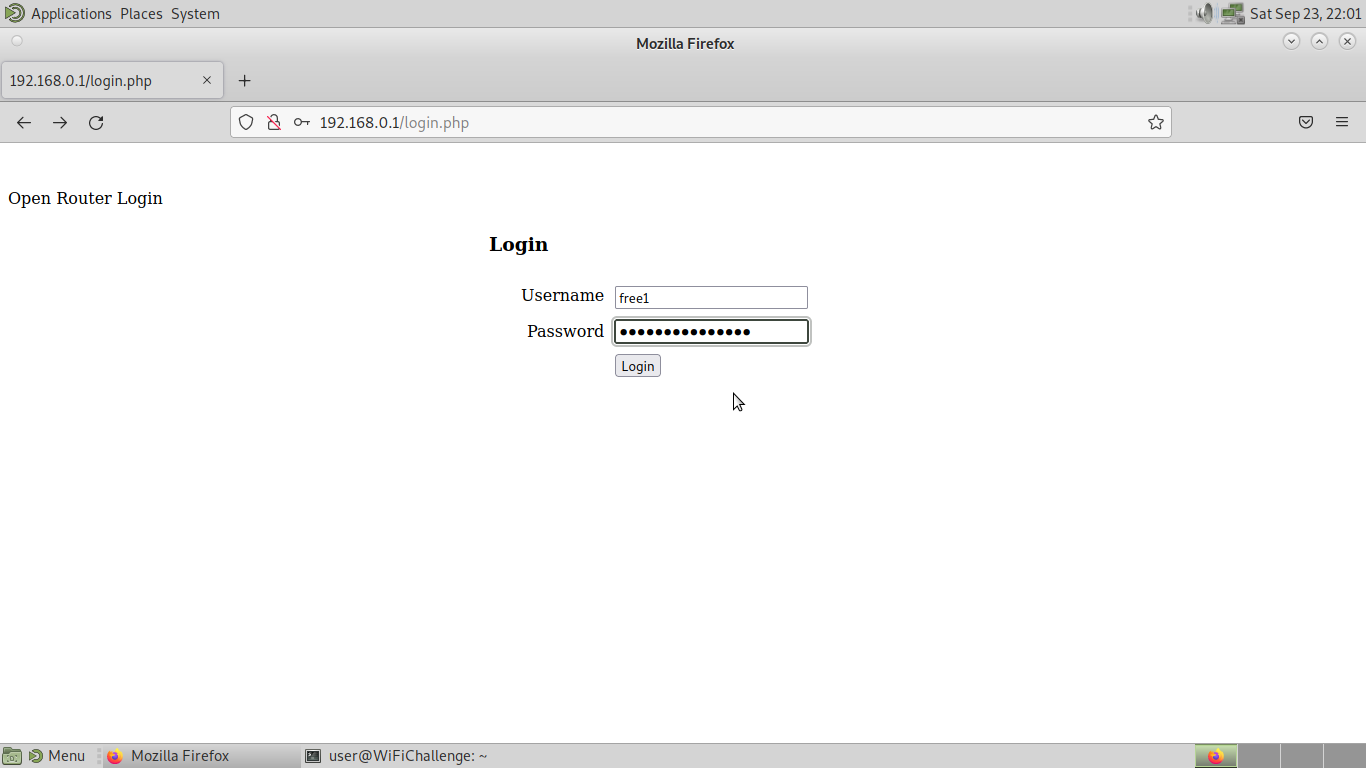 Applications Places System Sat Sep 23, 22:01
Mozilla Firefox
192.168.0.1/login.php
192.168.0.1/login.php
Open Router Login
Login
Username free1
Password •••••••••••••••
Login
Menu Mozilla Firefox user@WiFiChallenge: ~